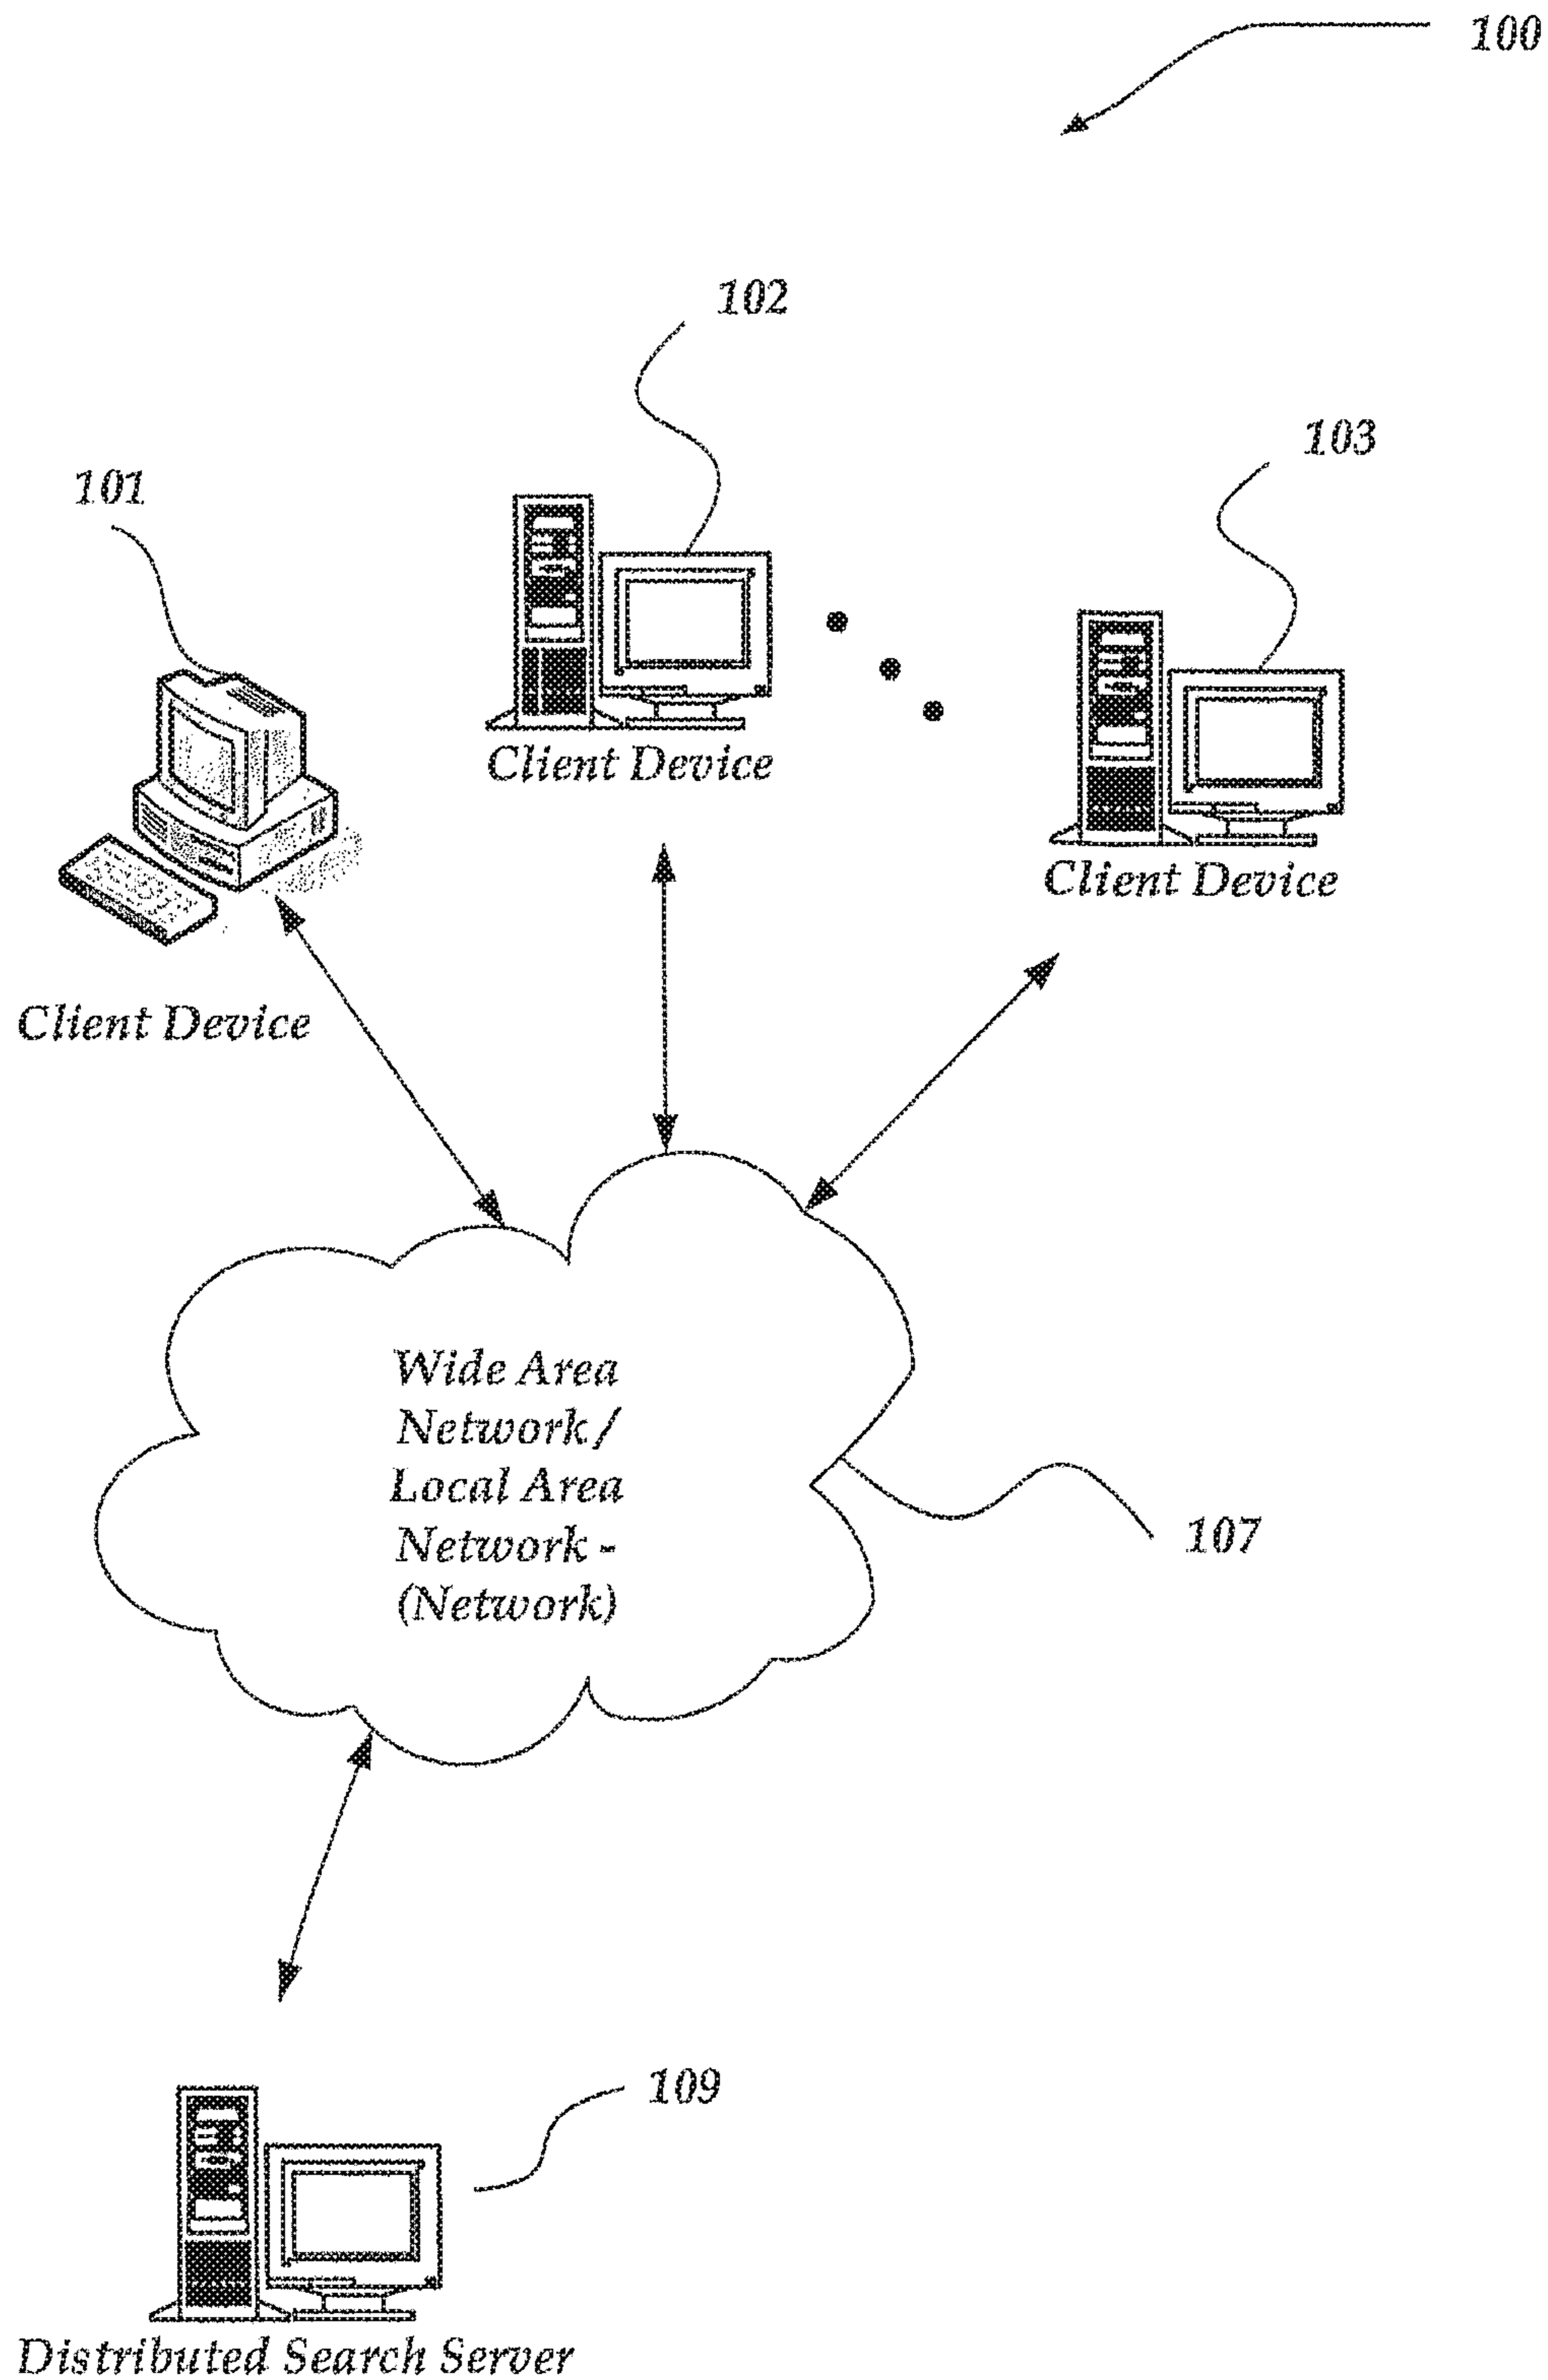 100
102
103
101
Client Device
Client Device
Client Device
Wide Area
Network/
Local Area
Network -
(Network)
107
109
Distributed Search Server